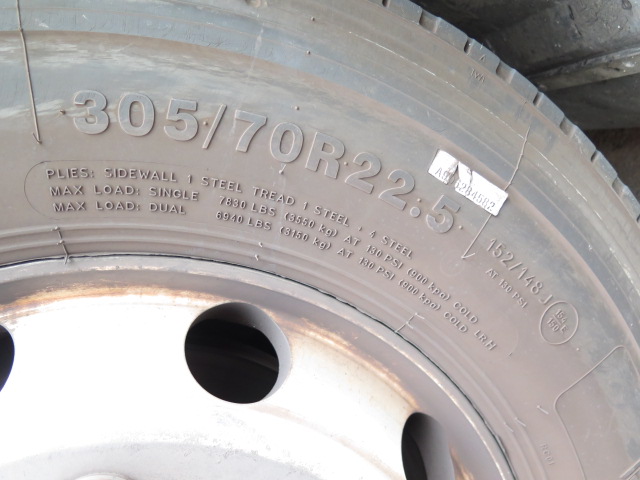 305/70R22.5
PLIES: SIDEWALL 1 STEEL TREAD 1 STEEL + 4 STEEL
MAX LOAD: SINGLE 7830 LBS (3550 kg) AT 130 PSI (900 kPa) COLD
MAX LOAD: DUAL 6940 LBS (3150 kg) AT 130 PSI (900 kPa) COLD LR.H
152/148J
AT 130 PSI